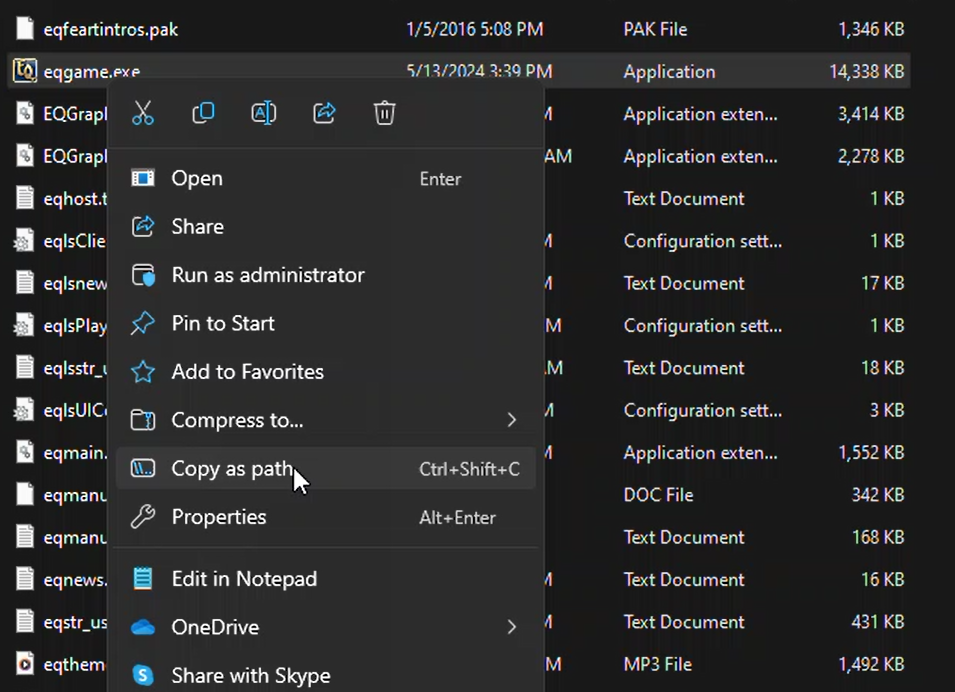 eqfeartintros.pak 1/5/2016 5:08 PM PAK File 1,346 KB
eqgame.exe 5/13/2024 3:39 PM Application 14,338 KB
EQGrapl M Application exten... 3,414 KB
EQGrapl AM Application exten... 2,278 KB
Open Enter
eqhost.t Text Document 1 KB
Share
eqlsClie M Configuration sett... 1 KB
Run as administrator
eqlsnew M Text Document 17 KB
Pin to Start
eqlsPlay M Configuration sett... 1 KB
Add to Favorites
eqlsstr_u M Text Document 18 KB
Compress to...
eqlsUIC M Configuration sett... 3 KB
eqmain. Application exten... 1,552 KB
Copy as path Ctrl+Shift+C
eqmanu DOC File 342 KB
Properties Alt+Enter
eqmanu Text Document 168 KB
Edit in Notepad
eqnews. M Text Document 16 KB
OneDrive
eqstr_us M Text Document 431 KB
eqthem M MP3 File 1,492 KB
Share with Skype